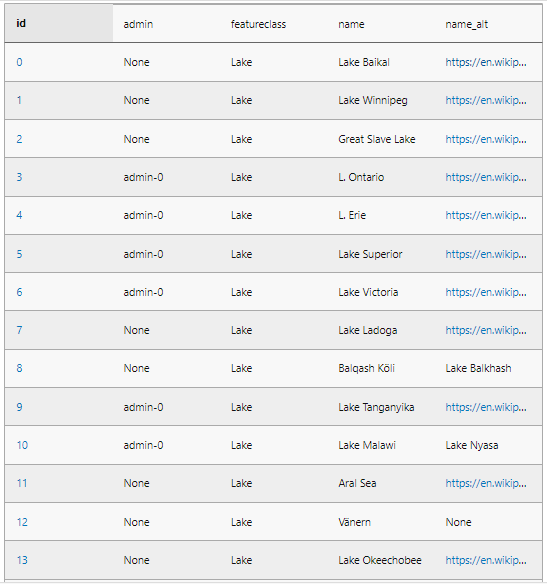 id admin featureclass name name_alt
0 None Lake Lake Baikal https://en.wikip...
1 None Lake Lake Winnipeg https://en.wikip...
2 None Lake Great Slave Lake https://en.wikip...
3 admin-0 Lake L. Ontario https://en.wikip...
4 admin-0 Lake L. Erie https://en.wikip...
5 admin-0 Lake Lake Superior https://en.wikip...
6 admin-0 Lake Lake Victoria https://en.wikip...
7 None Lake Lake Ladoga https://en.wikip...
8 None Lake Balqash Köli Lake Balkhash
9 admin-0 Lake Lake Tanganyika https://en.wikip...
10 admin-0 Lake Lake Malawi Lake Nyasa
11 None Lake Aral Sea https://en.wikip...
12 None Lake Vänern None
13 None Lake Lake Okeechobee https://en.wikip...